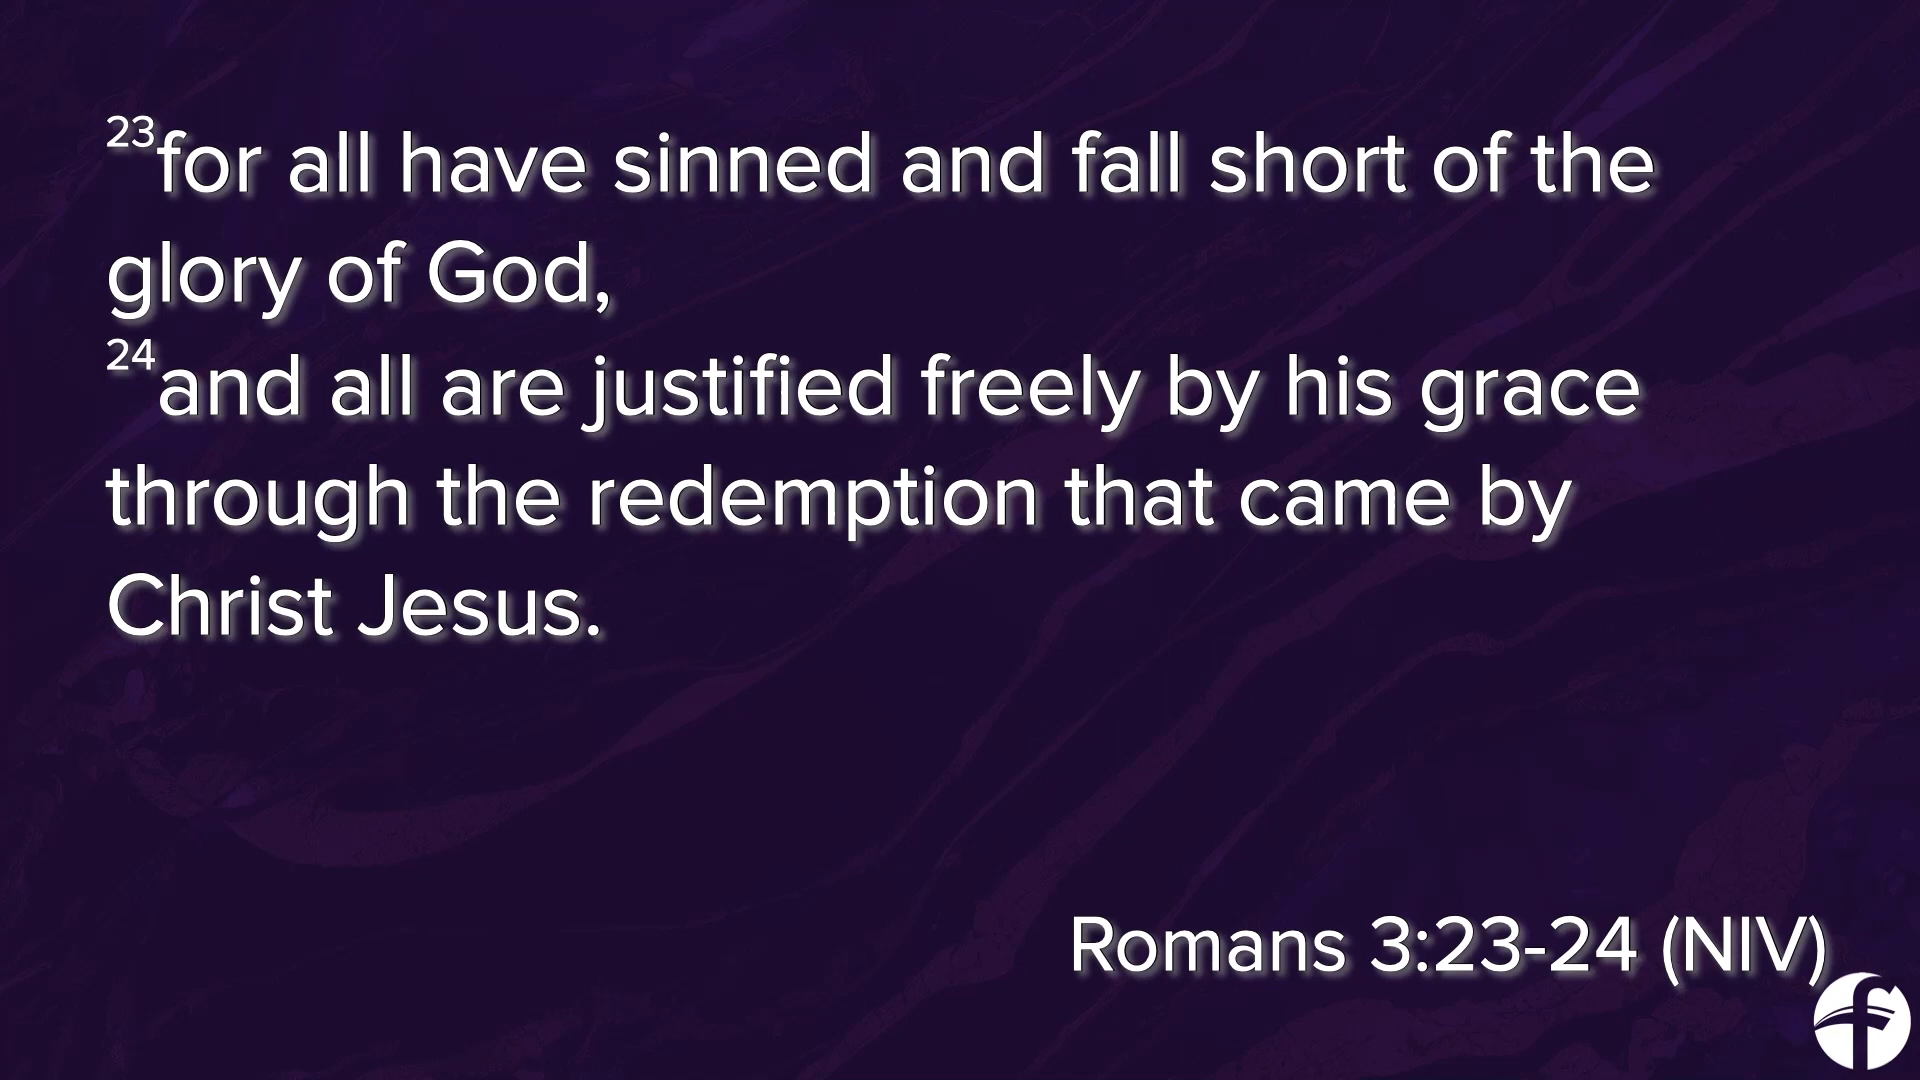 23for all have sinned and fall short of the
glory of God,
24and all are justified freely by his grace
through the redemption that came by
Christ Jesus.
Romans 3:23-24 (NIV)
f